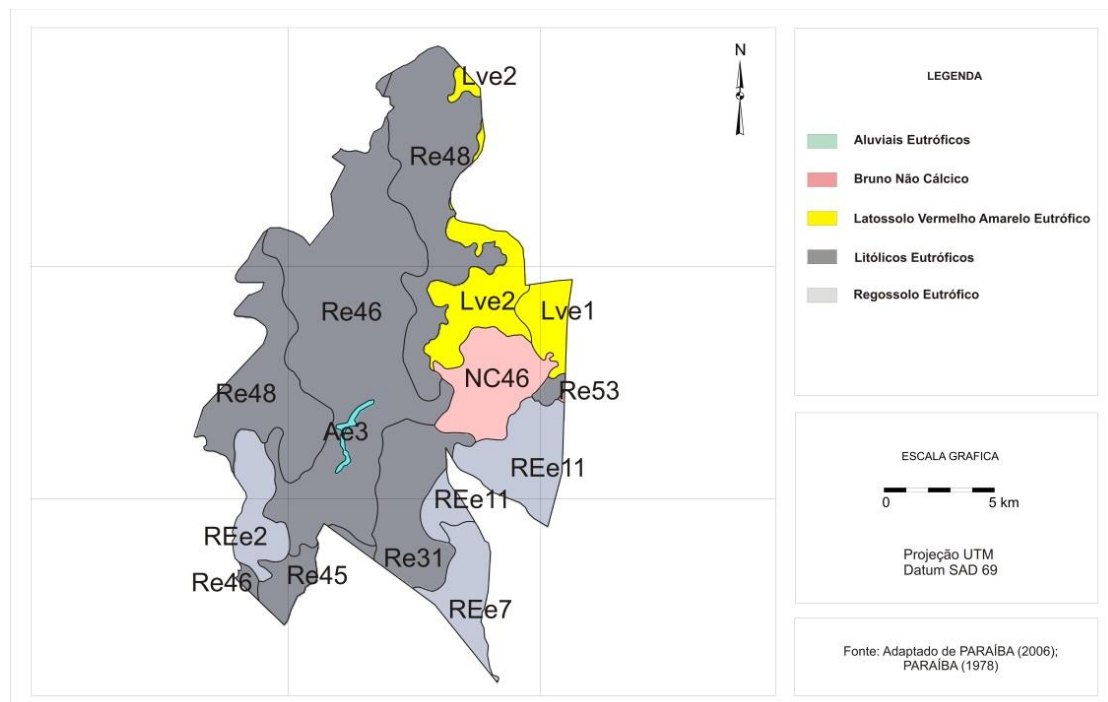 Lve2
Re48
Re46
Lve2
Lve1
NC46
Re53
Re48
Ae3
REe11
REe11
REe2
Re31
Re45
Re46
REe7
N
LEGENDA
Aluviais Eutróficos
Bruno Não Cálcico
Latossolo Vermelho Amarelo Eutrófico
Litólicos Eutróficos
Regossolo Eutrófico
ESCALA GRAFICA
0 5 km
Projeção UTM
Datum SAD 69
Fonte: Adaptado de PARAÍBA (2006);
PARAÍBA (1978)